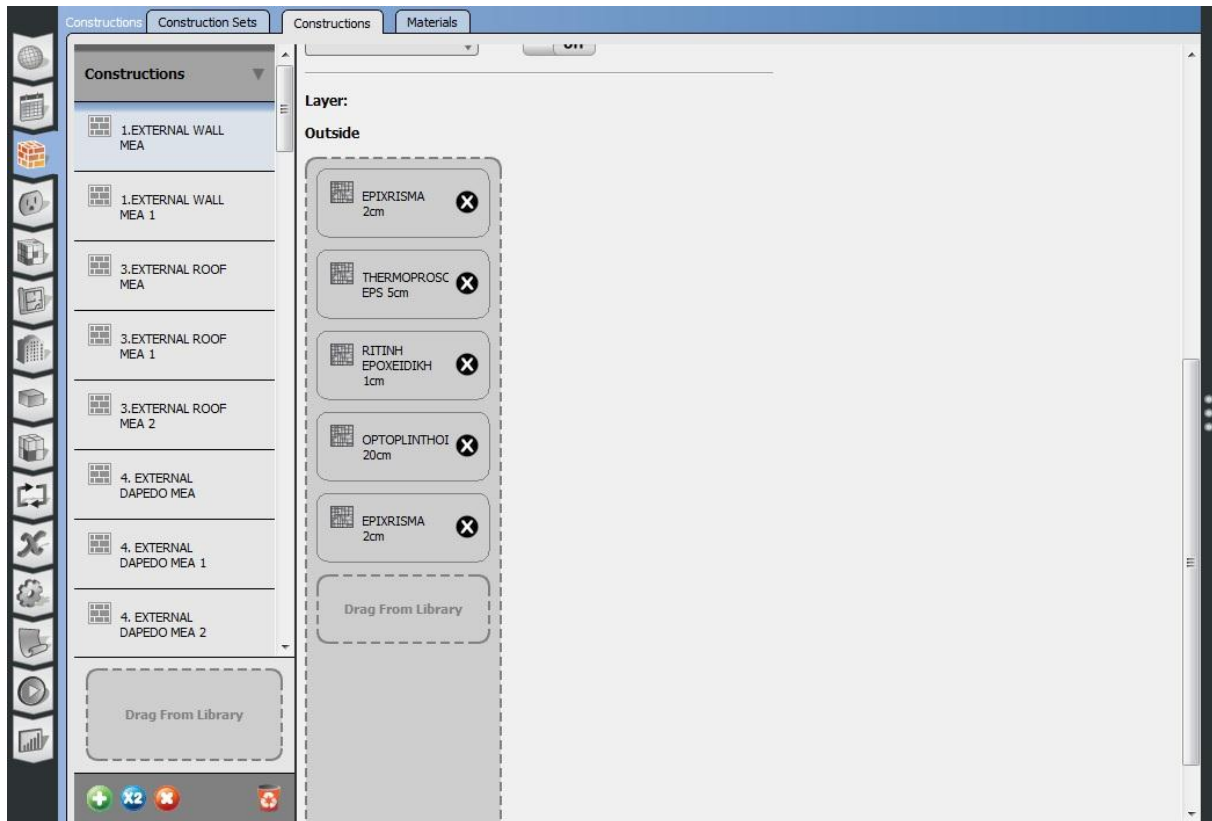 Constructions
Construction Sets
Constructions
Materials
Constructions
1.EXTERNAL WALL
MEA
1.EXTERNAL WALL
MEA 1
3.EXTERNAL ROOF
MEA
3.EXTERNAL ROOF
MEA 1
3.EXTERNAL ROOF
MEA 2
4. EXTERNAL
DAPEDO MEA
4. EXTERNAL
DAPEDO MEA 1
4. EXTERNAL
DAPEDO MEA 2
Drag From Library
X2
Layer:
Outside
EPIXRISMA
2cm
THERMOPROSC
EPS 5cm
RITINH
EPOXEIDIKH
1cm
OPTOPLINTHOI
20cm
EPIXRISMA
2cm
Drag From Library